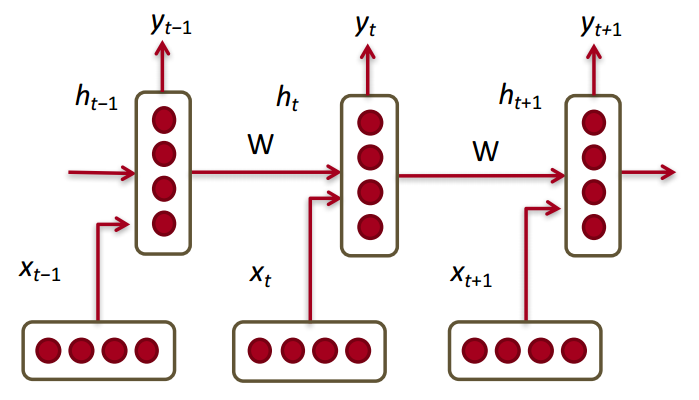 y_{t−1} y_t y_{t+1}
h_{t−1} h_t h_{t+1}
W W
x_{t−1} x_t x_{t+1}